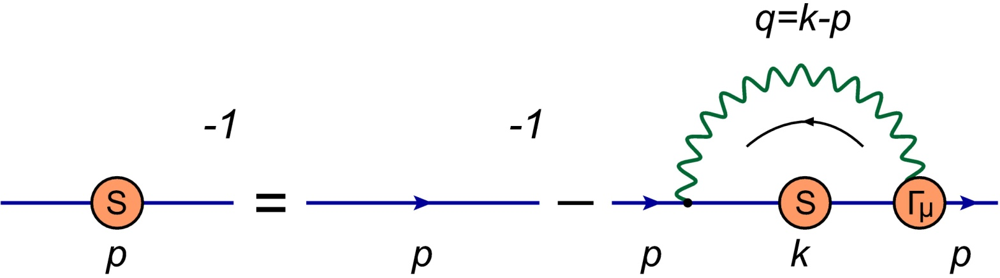 q=k-p
-1 -1
S = − S Γμ
p p p k p